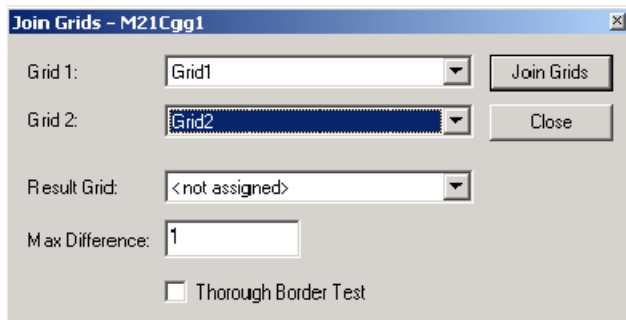 Join Grids - M21Cgg1
Grid 1: Grid1 Join Grids
Grid 2: Grid2 Close
Result Grid: <not assigned>
Max Difference: 1
Thorough Border Test